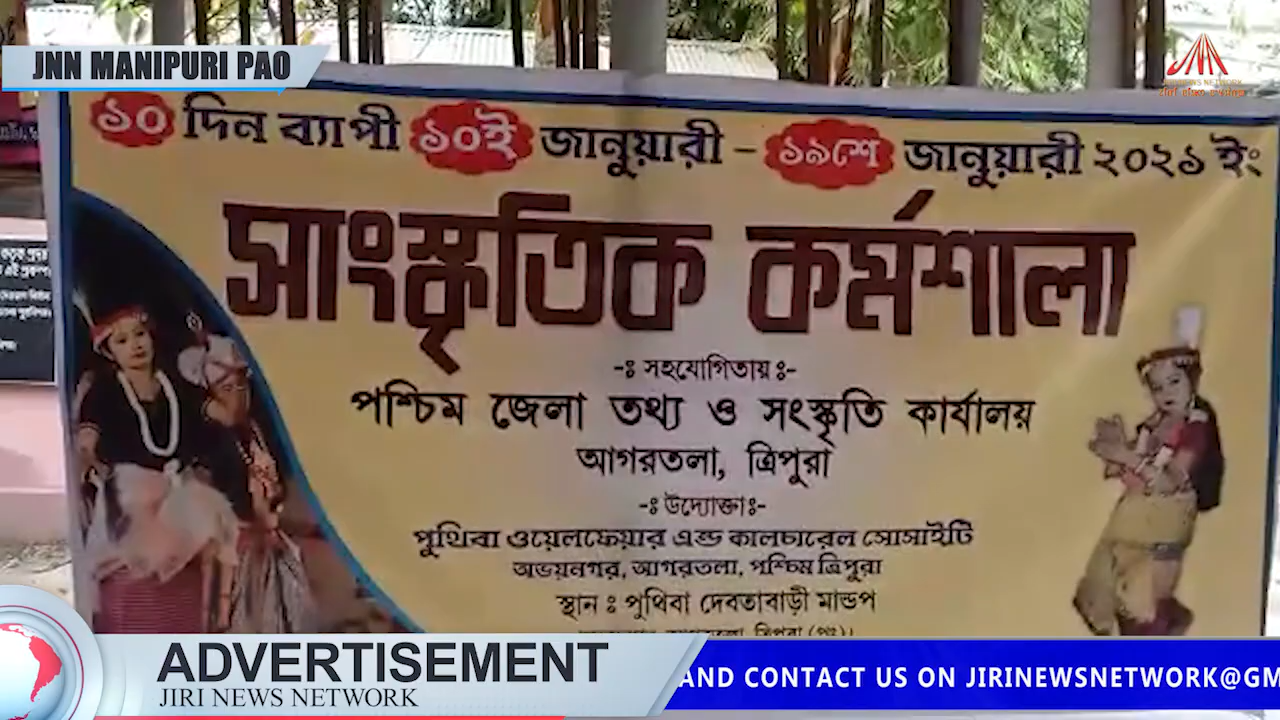 JNN MANIPURI PAO
১০ দিন ব্যাপী ১০ই জানুয়ারী - ১৯শে জানুয়ারী ২০২১ ইং
সাংস্কৃতিক কর্মশালা
-ঃ সহযোগিতায় ঃ-
পশ্চিম জেলা তথ্য ও সংস্কৃতি কার্যালয়
আগরতলা, ত্রিপুরা
-ঃ উদ্যোক্তা ঃ-
পুথিবা ওয়েলফেয়ার এন্ড কালচারেল সোসাইটি
অভয়নগর, আগরতলা, পশ্চিম ত্রিপুরা
স্থান ঃ পুথিবা দেবতাবাড়ী মান্ডপ
ADVERTISEMENT
JIRI NEWS NETWORK
AND CONTACT US ON JIRINEWSNETWORK@GM